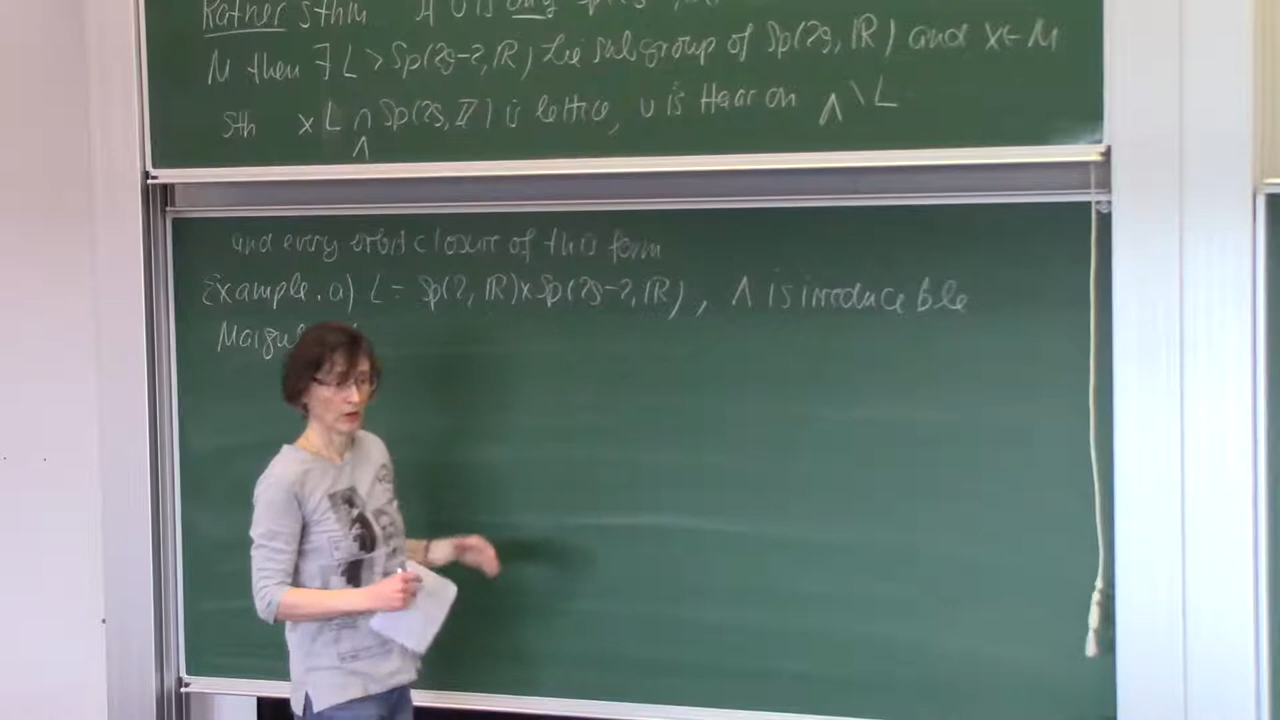 Ratner's thm If υ is any
M then ∃ L > Sp(2g-2, ℝ) Lie subgroup of Sp(2g, ℝ) and x ∈ M
sth xL ∩ Sp(2g, ℤ) is lattice, υ is Haar on Λ\L
Λ
and every orbit closure of this form
Example. a) L = Sp(2, ℝ)×Sp(2g-2, ℝ), Λ is irreduceble